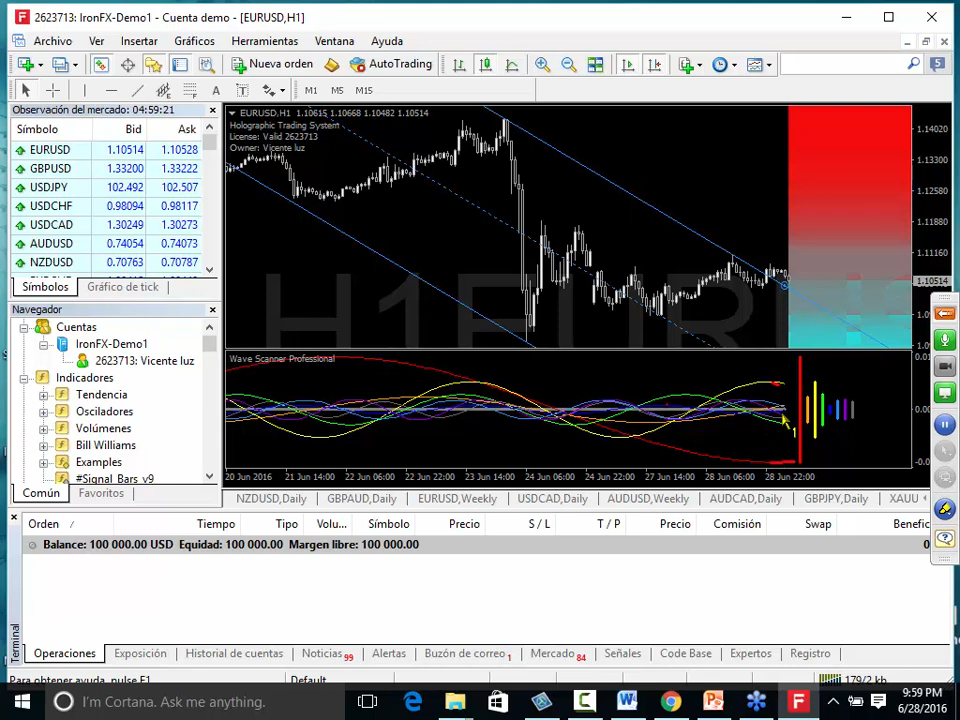 2623713: IronFX-Demo1 - Cuenta demo - [EURUSD,H1]
Archivo Ver Insertar Gráficos Herramientas Ventana Ayuda
Nueva orden AutoTrading 5
A T M1 M5 M15
Observación del mercado: 04:59:21
Símbolo Bid Ask
EURUSD 1.10514 1.10528
GBPUSD 1.33200 1.33222
USDJPY 102.492 102.507
USDCHF 0.98094 0.98117
USDCAD 1.30249 1.30273
AUDUSD 0.74054 0.74073
NZDUSD 0.70763 0.70787
Símbolos Gráfico de tick
Navegador
Cuentas
IronFX-Demo1
2623713: Vicente luz
Indicadores
Tendencia
Osciladores
Volúmenes
Bill Williams
Examples
#Signal_Bars_v9
Común Favoritos
EURUSD,H1 1.10615 1.10668 1.10482 1.10514
Holographic Trading System
License: Valid 2623713
Owner: Vicente luz
1.14020
1.13300
1.12580
1.11880
1.11160
1.10514
Wave Scanner Professional
20 Jun 2016 21 Jun 14:00 22 Jun 14:00 23 Jun 14:00 24 Jun 14:00 24 Jun 22:00 27 Jun 14:00 28 Jun 06:00 28 Jun 22:00
NZDUSD,Daily GBPAUD,Daily EURUSD,Weekly USDCAD,Daily AUDUSD,Weekly AUDCAD,Daily GBPJPY,Daily XAUU
Orden Tiempo Tipo Volu... Símbolo Precio S / L T / P Precio Comisión Swap Benefi
Balance: 100 000.00 USD Equidad: 100 000.00 Margen libre: 100 000.00 0
Terminal
Operaciones Exposición Historial de cuentas Noticias 99 Alertas Buzón de correo 1 Mercado 84 Señales Code Base Expertos Registro
Para obtener ayuda, pulse F1 Default 179/2 kb
I'm Cortana. Ask me anything.
9:59 PM
6/28/2016